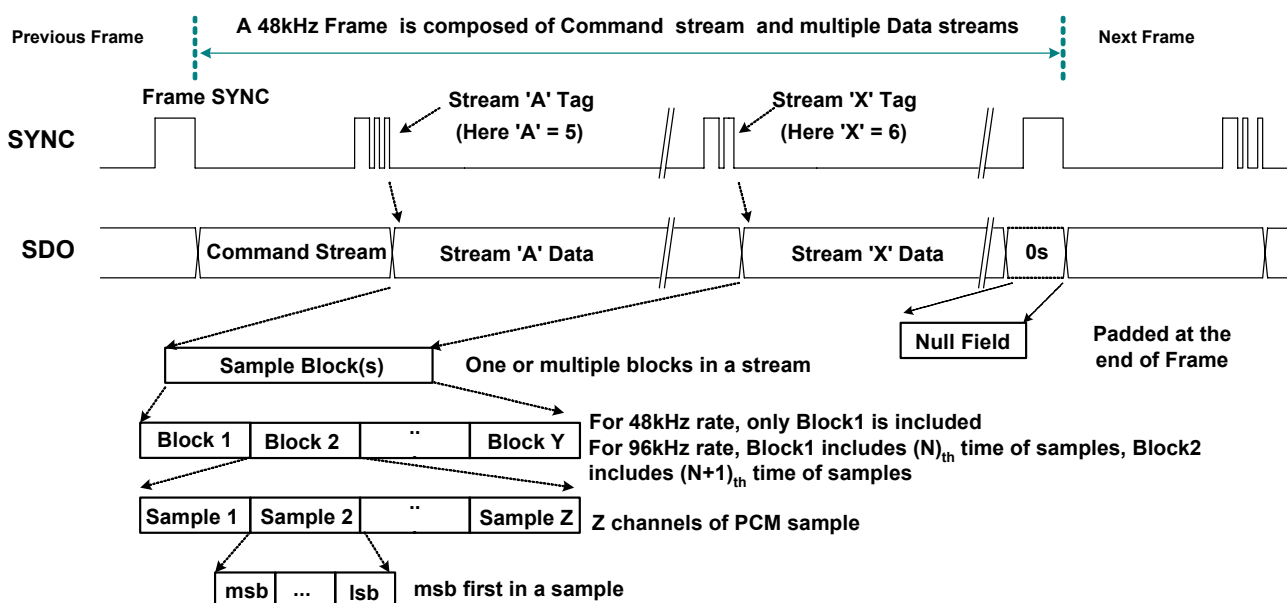 A 48kHz Frame is composed of Command stream and multiple Data streams
Previous Frame
Next Frame
Frame SYNC
Stream 'A' Tag
(Here 'A' = 5)
Stream 'X' Tag
(Here 'X' = 6)
SYNC
SDO
Command Stream
Stream 'A' Data
Stream 'X' Data
0s
Null Field
Padded at the
end of Frame
Sample Block(s)
One or multiple blocks in a stream
Block 1
Block 2
..
Block Y
For 48kHz rate, only Block1 is included
For 96kHz rate, Block1 includes (N)th time of samples, Block2
includes (N+1)th time of samples
Sample 1
Sample 2
..
Sample Z
Z channels of PCM sample
msb
...
lsb
msb first in a sample